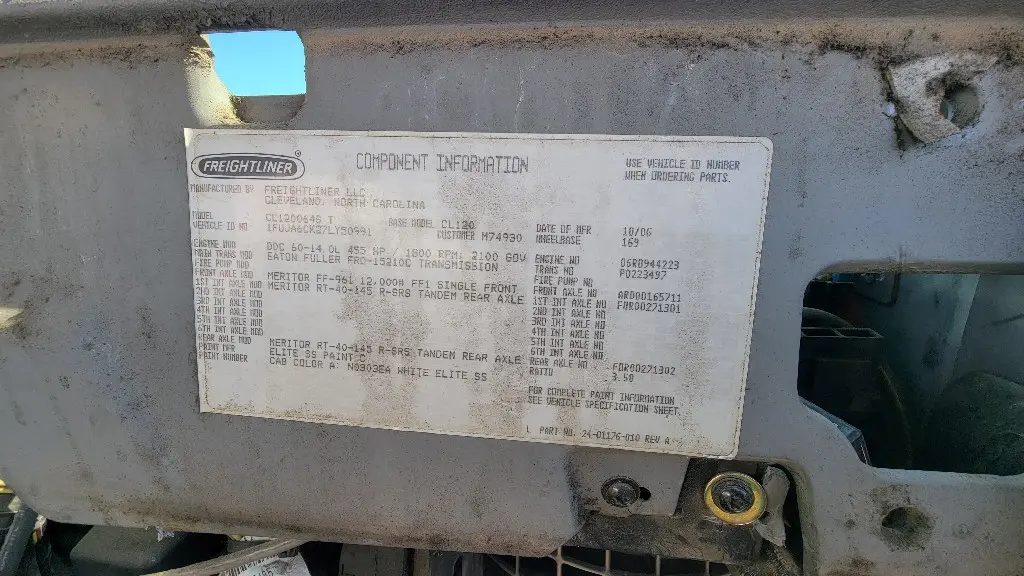 FREIGHTLINER ®
COMPONENT INFORMATION
USE VEHICLE ID NUMBER
WHEN ORDERING PARTS.
MANUFACTURED BY FREIGHTLINER LLC
CLEVELAND, NORTH CAROLINA
MODEL CL120064S T BASE MODEL CL120
VEHICLE ID NO 1FUJA6CK27LY50991 CUSTOMER M74930
DATE OF MFR 10/06
WHEELBASE 169
ENGINE MOD DDC 60-14.0L 455 HP / 1800 RPM; 2100 GOV
MAIN TRANS MOD EATON FULLER FRO-15210C TRANSMISSION
FIRE PUMP MOD
FRONT AXLE MOD MERITOR FF-961 12,000# FF1 SINGLE FRONT
1ST INT AXLE MOD MERITOR RT-40-145 R-SRS TANDEM REAR AXLE
2ND INT AXLE MOD
3RD INT AXLE MOD
4TH INT AXLE MOD
5TH INT AXLE MOD
6TH INT AXLE MOD
REAR AXLE MOD MERITOR RT-40-145 R-SRS TANDEM REAR AXLE
PAINT MFR ELITE SS PAINT C
PAINT NUMBER CAB COLOR A: N0303EA WHITE ELITE SS
ENGINE NO 06R0944223
TRANS NO P0223497
FIRE PUMP NO
FRONT AXLE NO ARD0D165711
1ST INT AXLE NO FNR00271301
2ND INT AXLE NO
3RD INT AXLE NO
4TH INT AXLE NO
5TH INT AXLE NO
6TH INT AXLE NO
REAR AXLE NO FDR00271302
RATIO 3.58
FOR COMPLETE PAINT INFORMATION
SEE VEHICLE SPECIFICATION SHEET.
L PART NO. 24-01176-010 REV A